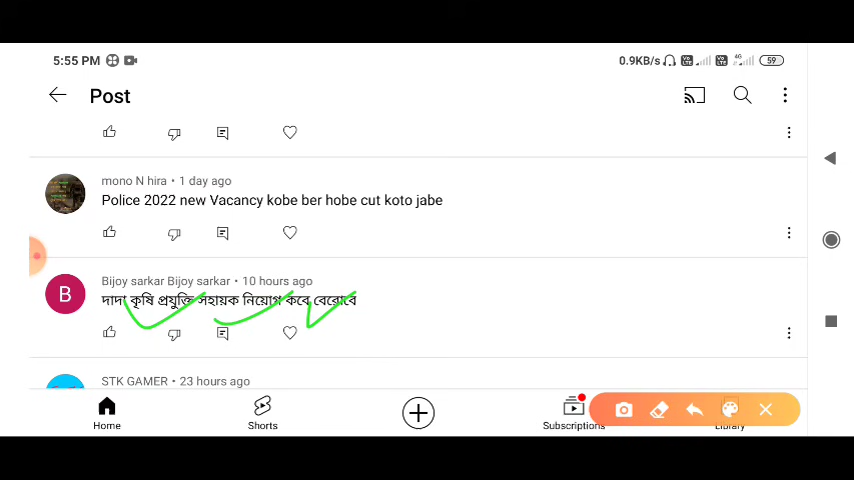 5:55 PM
0.9KB/s
4G
59
Post
mono N hira • 1 day ago
Police 2022 new Vacancy kobe ber hobe cut koto jabe
B
Bijoy sarkar Bijoy sarkar • 10 hours ago
দাদা কৃষি প্রযুক্তি সহায়ক নিয়োগ কবে বেরোবে
STK GAMER • 23 hours ago
Home
Shorts
Subscriptions
Library